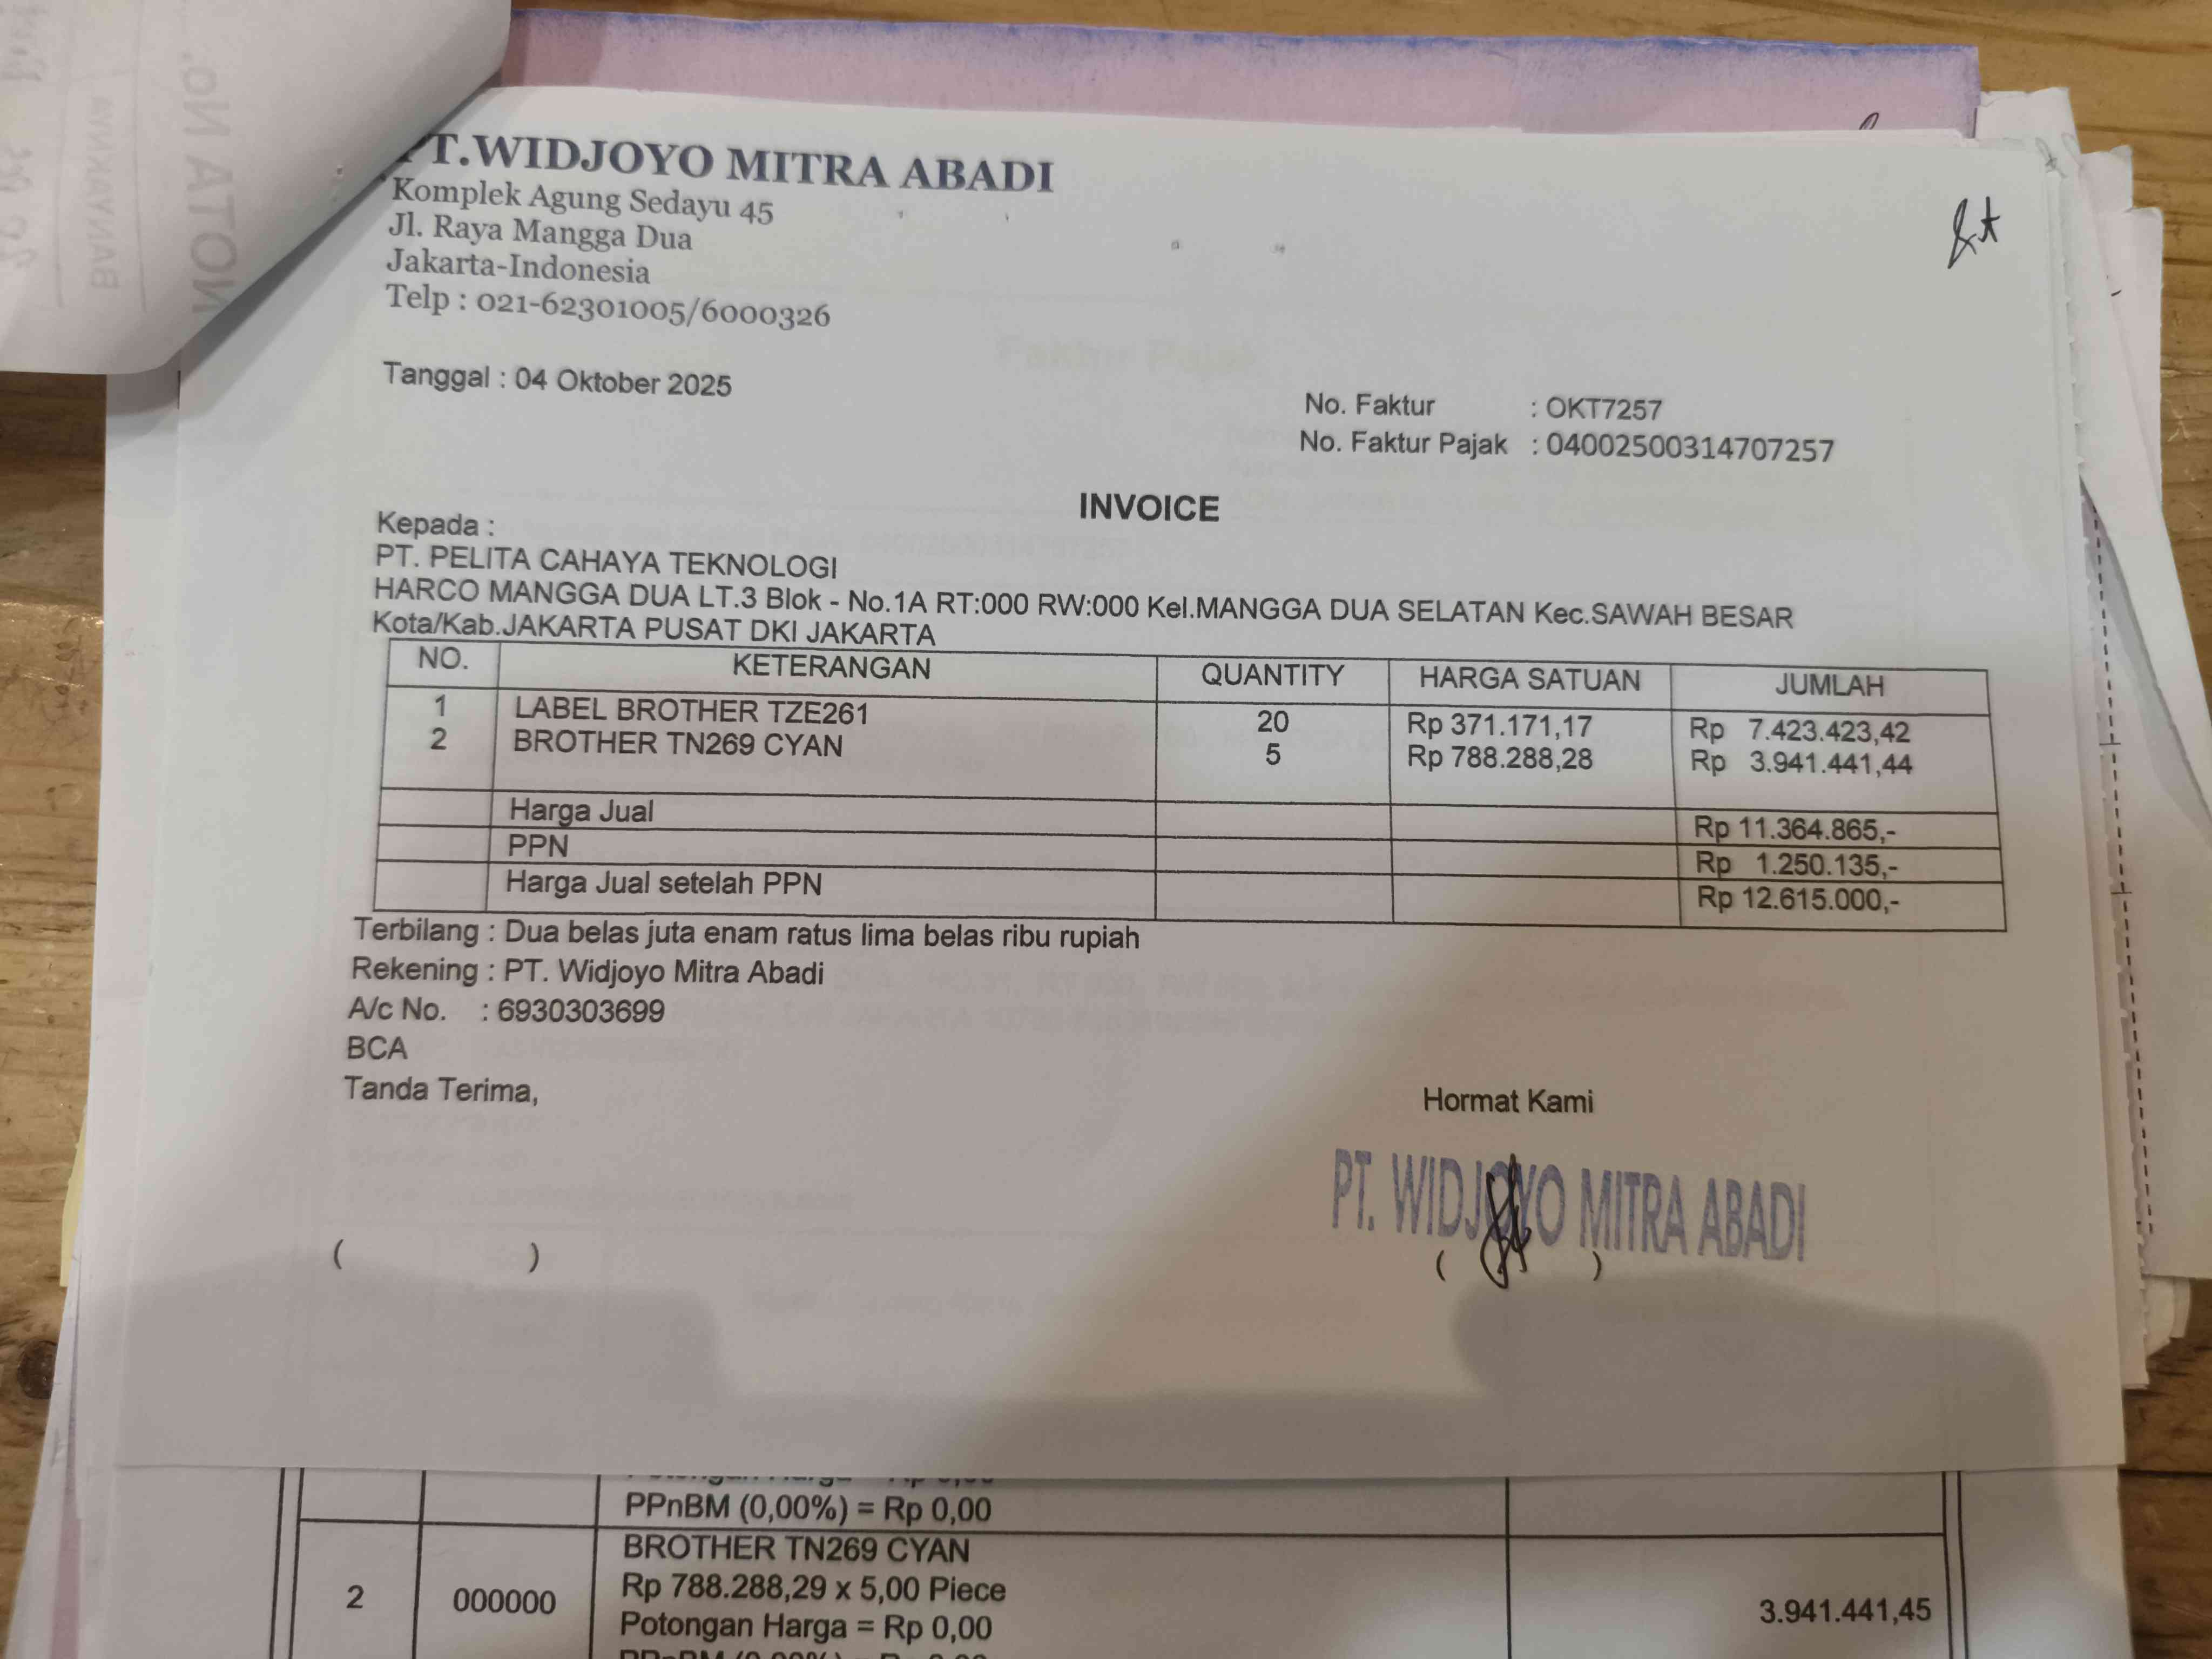 PT.WIDJOYO MITRA ABADI
Komplek Agung Sedayu 45
Jl. Raya Mangga Dua
Jakarta-Indonesia
Telp : 021-62301005/6000326
Tanggal : 04 Oktober 2025
No. Faktur : OKT7257
No. Faktur Pajak : 04002500314707257
INVOICE
Kepada :
PT. PELITA CAHAYA TEKNOLOGI
HARCO MANGGA DUA LT.3 Blok - No.1A RT:000 RW:000 Kel.MANGGA DUA SELATAN Kec.SAWAH BESAR
Kota/Kab.JAKARTA PUSAT DKI JAKARTA
NO. KETERANGAN QUANTITY HARGA SATUAN JUMLAH
1 LABEL BROTHER TZE261 20 Rp 371.171,17 Rp 7.423.423,42
2 BROTHER TN269 CYAN 5 Rp 788.288,28 Rp 3.941.441,44
Harga Jual Rp 11.364.865,-
PPN Rp 1.250.135,-
Harga Jual setelah PPN Rp 12.615.000,-
Terbilang : Dua belas juta enam ratus lima belas ribu rupiah
Rekening : PT. Widjoyo Mitra Abadi
A/c No. : 6930303699
BCA
Tanda Terima,
Hormat Kami
PT. WIDJOYO MITRA ABADI
( ) ( )
Potongan Harga = Rp 0,00
PPnBM (0,00%) = Rp 0,00
BROTHER TN269 CYAN
2 000000 Rp 788.288,29 x 5,00 Piece 3.941.441,45
Potongan Harga = Rp 0,00
NOTA NO.
BANYAKNYA